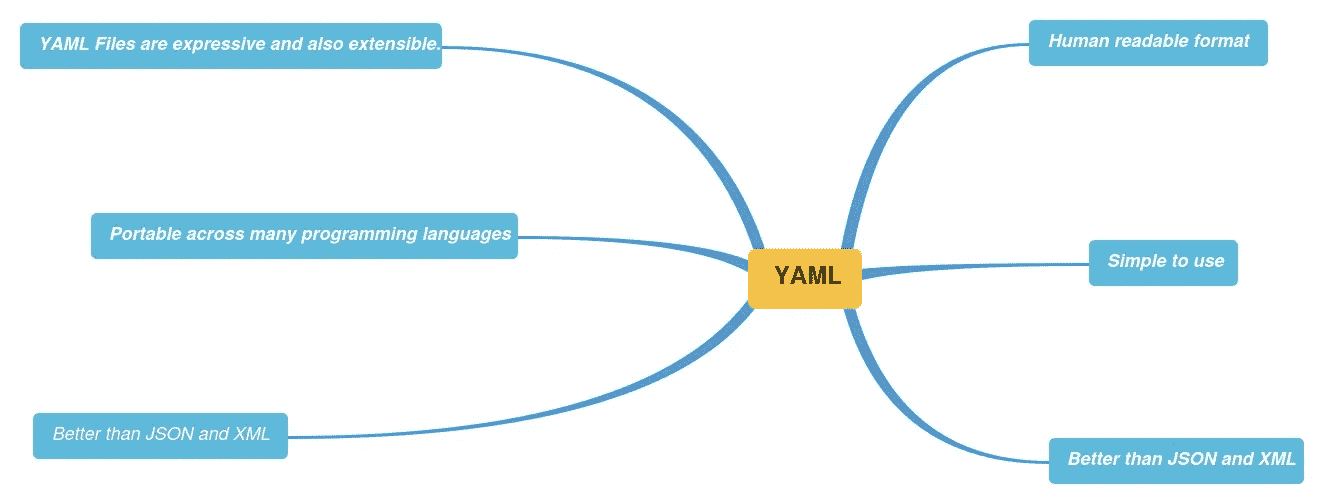 YAML Files are expressive and also extensible.
Human readable format
Portable across many programming languages
Simple to use
YAML
Better than JSON and XML
Better than JSON and XML